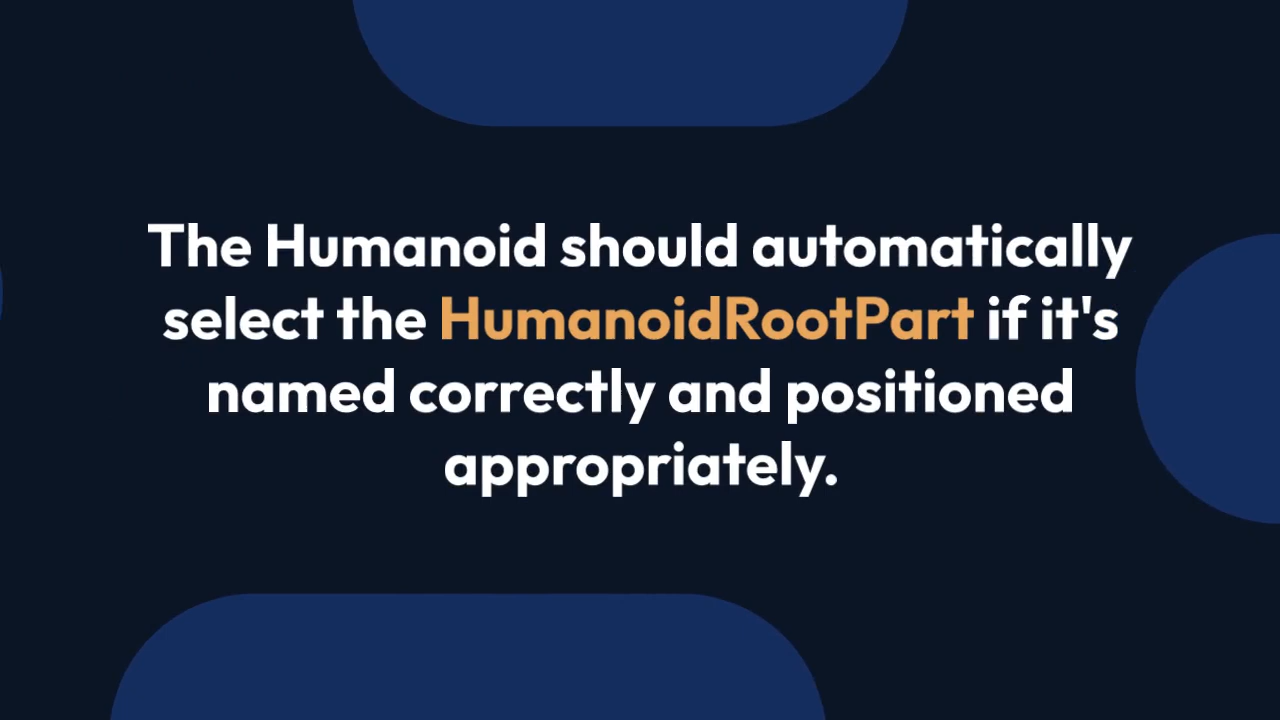 The Humanoid should automatically
select the HumanoidRootPart if it's
named correctly and positioned
appropriately.